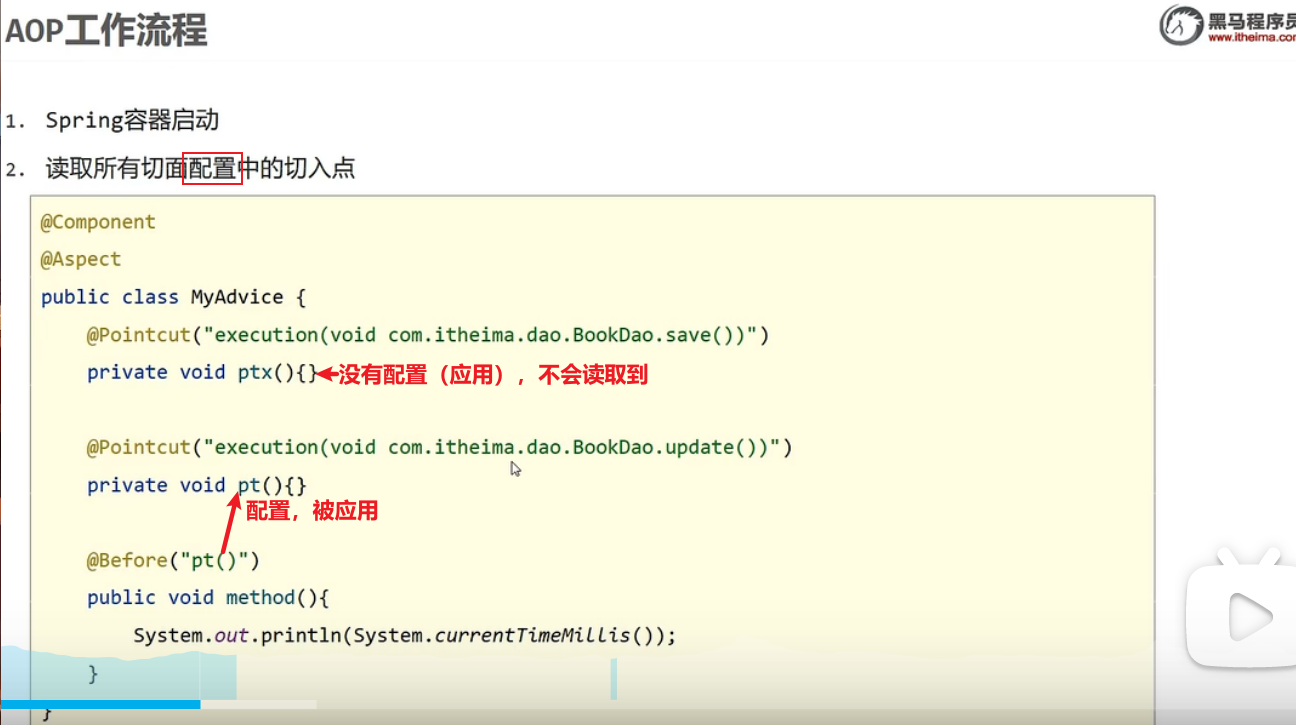 AOP工作流程
黑马程序员
www.itheima.com
1. Spring容器启动
2. 读取所有切面配置中的切入点
@Component
@Aspect
public class MyAdvice {
@Pointcut("execution(void com.itheima.dao.BookDao.save())")
private void ptx(){}
没有配置（应用），不会读取到
@Pointcut("execution(void com.itheima.dao.BookDao.update())")
private void pt(){}
配置，被应用
@Before("pt()")
public void method(){
System.out.println(System.currentTimeMillis());
}
}